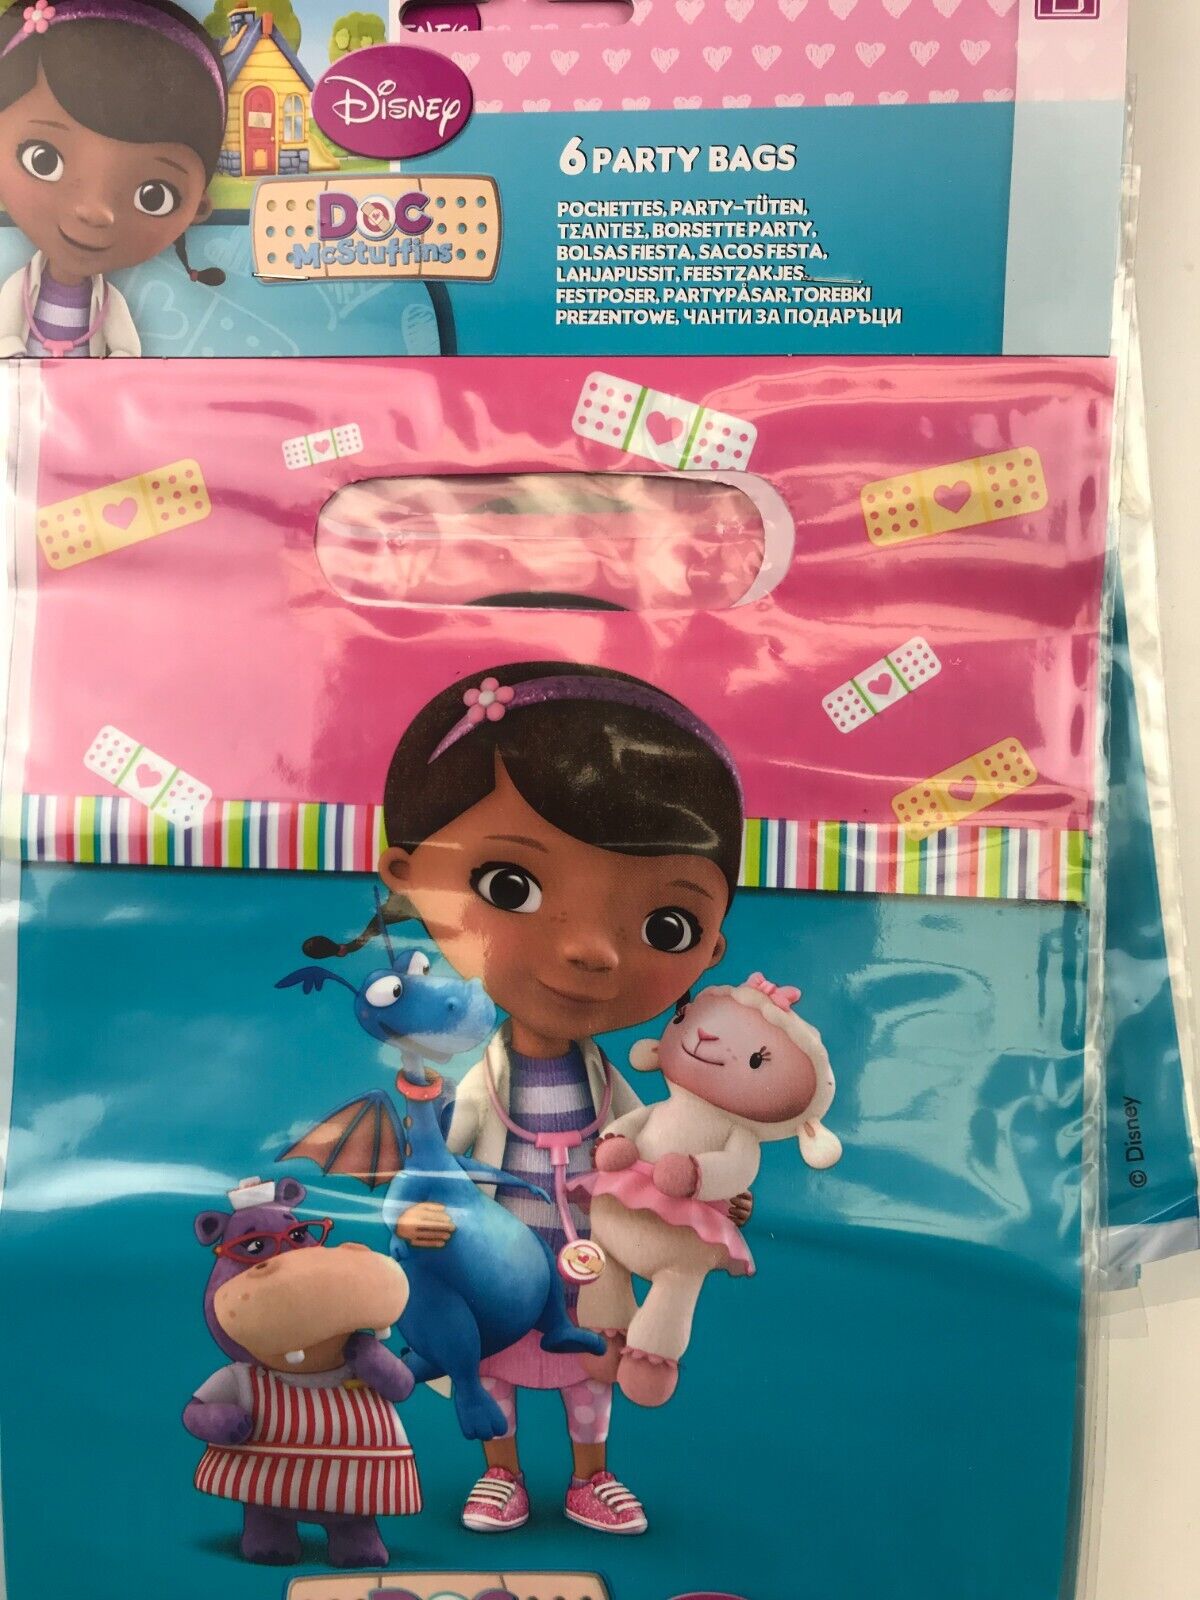 Disney
DOC
McStuffins
6 PARTY BAGS
POCHETTES, PARTY-TÜTEN,
ΤΣΑΝΤΕΣ, BORSETTE PARTY,
BOLSAS FIESTA, SACOS FESTA,
LAHJAPUSSIT, FEESTZAKJES
FESTPOSER, PARTYPÅSAR, TOREBKI
PREZENTOWE, ЧАНТИ ЗА ПОДАРЪЦИ
© Disney
DOC